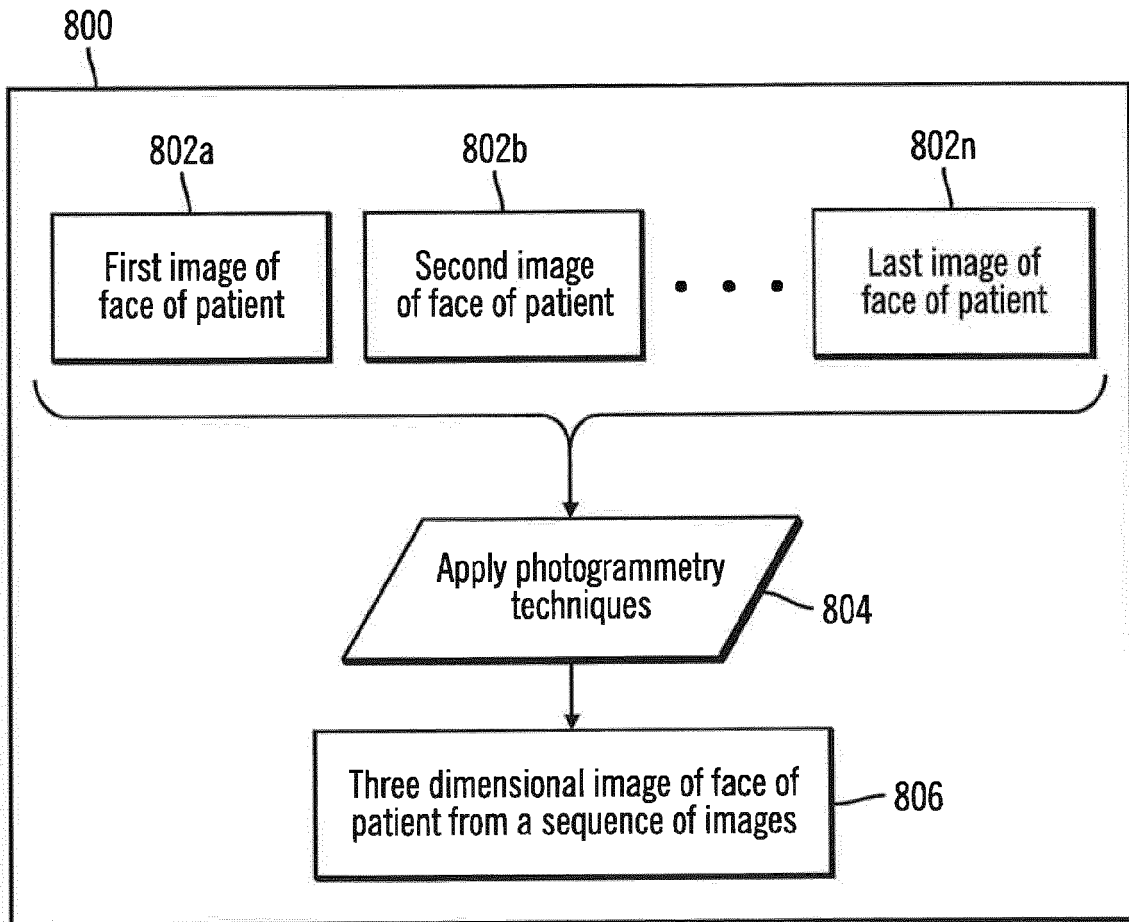 800
802a
802b
802n
First image of
face of patient
Second image
of face of patient
Last image of
face of patient
Apply photogrammetry
techniques
804
Three dimensional image of face of
patient from a sequence of images
806